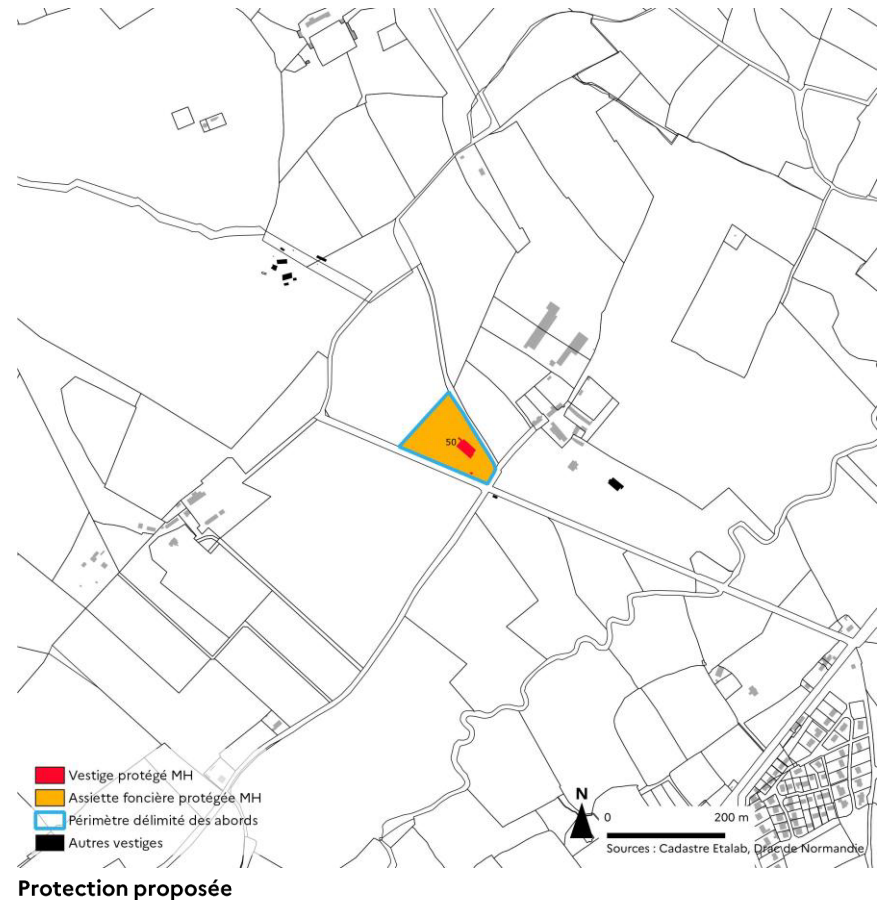 50
Vestige protégé MH
Assiette foncière protégée MH
Périmètre délimité des abords
Autres vestiges
N
0 200 m
Sources : Cadastre Etalab, Drac de Normandie
Protection proposée